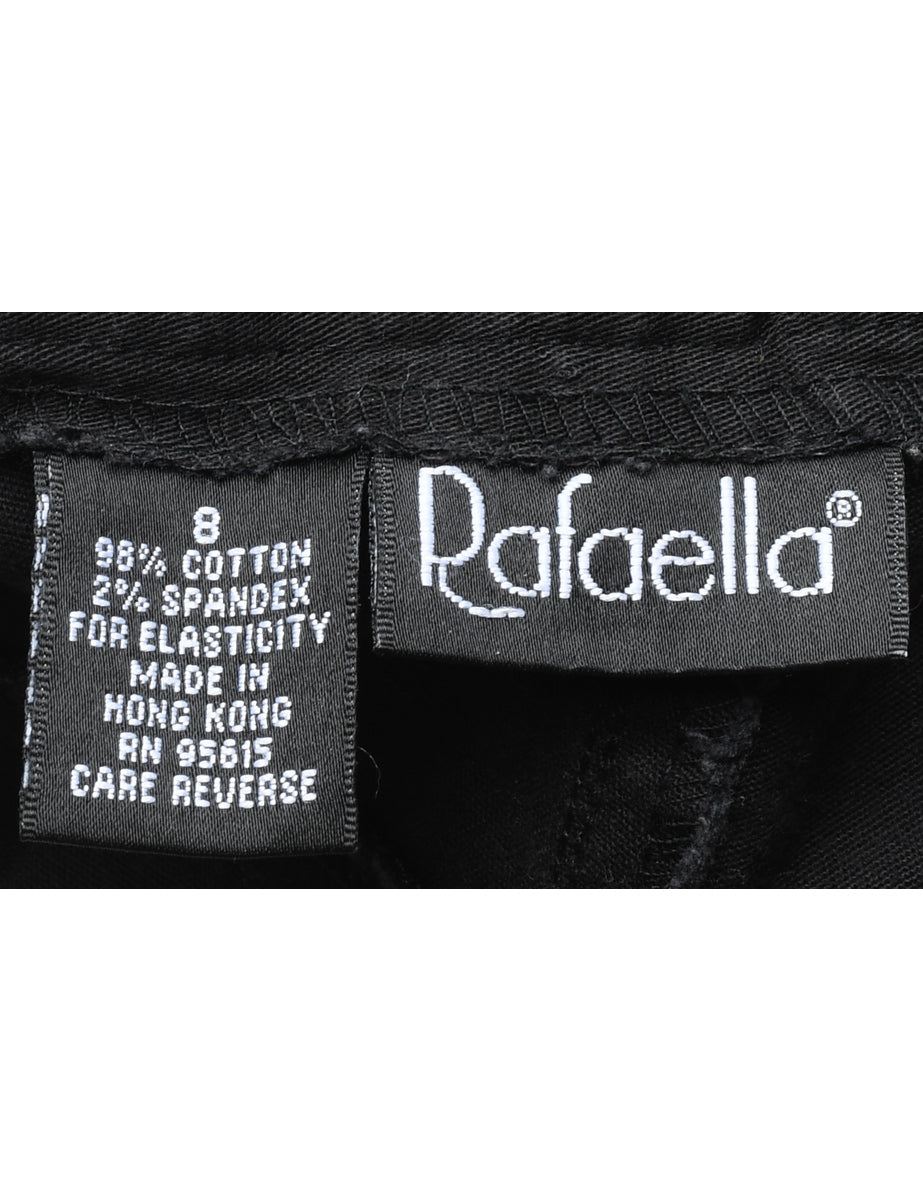 8
98% COTTON
2% SPANDEX
FOR ELASTICITY
MADE IN
HONG KONG
RN 95615
CARE REVERSE
Rafaella®